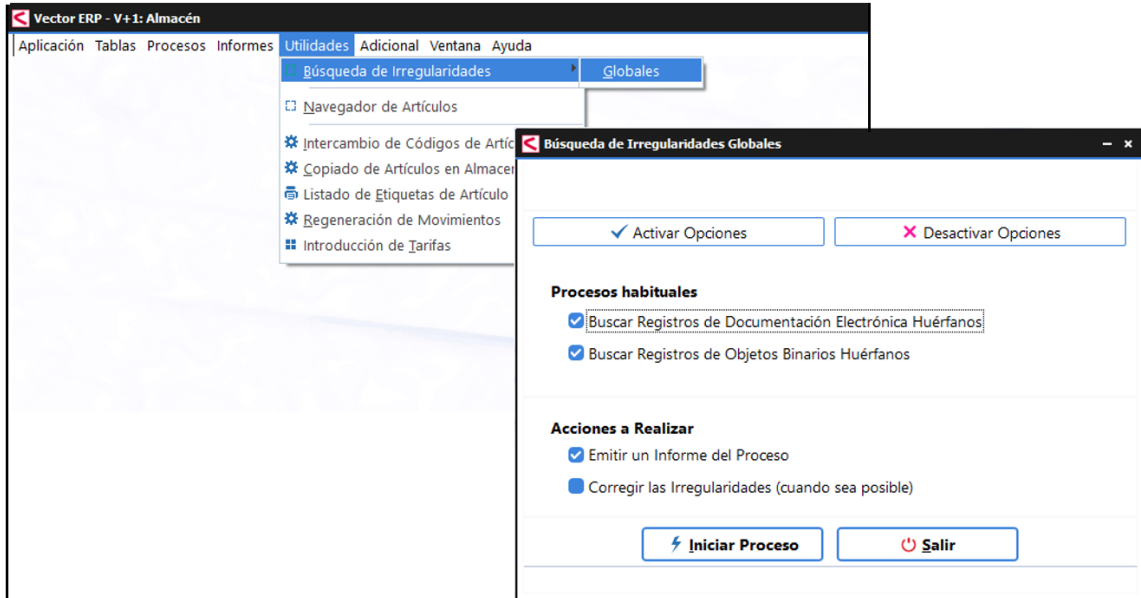 Vector ERP - V+1: Almacén
Aplicación Tablas Procesos Informes Utilidades Adicional Ventana Ayuda
Búsqueda de Irregularidades
Globales
Navegador de Artículos
Intercambio de Códigos de Artíc
Copiado de Artículos en Almacen
Listado de Etiquetas de Artículo
Regeneración de Movimientos
Introducción de Tarifas
Búsqueda de Irregularidades Globales
Activar Opciones
Desactivar Opciones
Procesos habituales
Buscar Registros de Documentación Electrónica Huérfanos
Buscar Registros de Objetos Binarios Huérfanos
Acciones a Realizar
Emitir un Informe del Proceso
Corregir las Irregularidades (cuando sea posible)
Iniciar Proceso
Salir